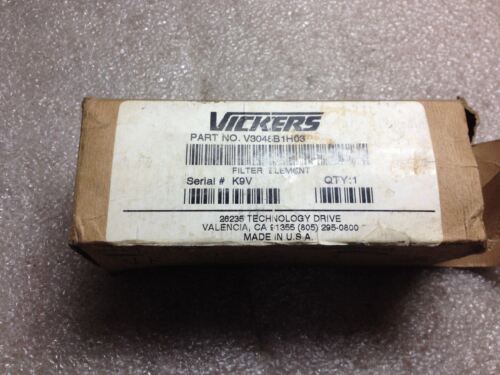 VICKERS
PART NO. V3048B1H03
FILTER ELEMENT
Serial # K9V QTY:1
26235 TECHNOLOGY DRIVE
VALENCIA, CA 91355 (805) 295-0800
MADE IN U.S.A.